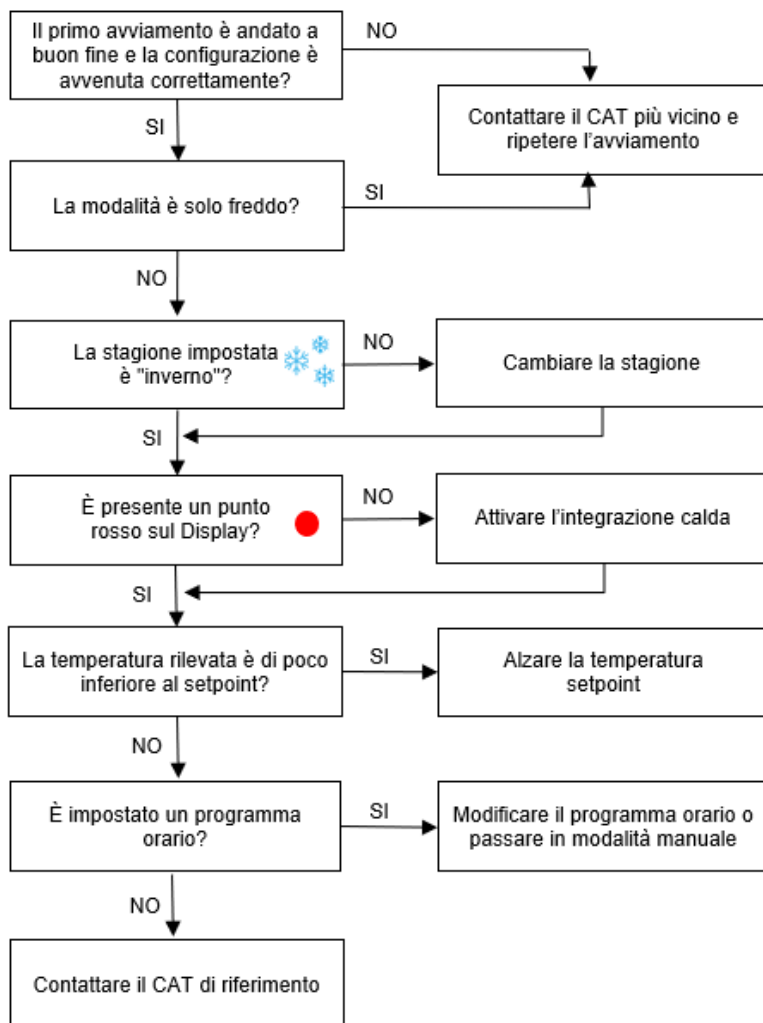 Il primo avviamento è andato a
buon fine e la configurazione è
avvenuta correttamente?
NO
Contattare il CAT più vicino e
ripetere l'avviamento
SI
La modalità è solo freddo?
SI
NO
La stagione impostata
è "inverno"?
NO
Cambiare la stagione
SI
È presente un punto
rosso sul Display?
NO
Attivare l'integrazione calda
SI
La temperatura rilevata è di poco
inferiore al setpoint?
SI
Alzare la temperatura
setpoint
NO
È impostato un programma
orario?
SI
Modificare il programma orario o
passare in modalità manuale
NO
Contattare il CAT di riferimento